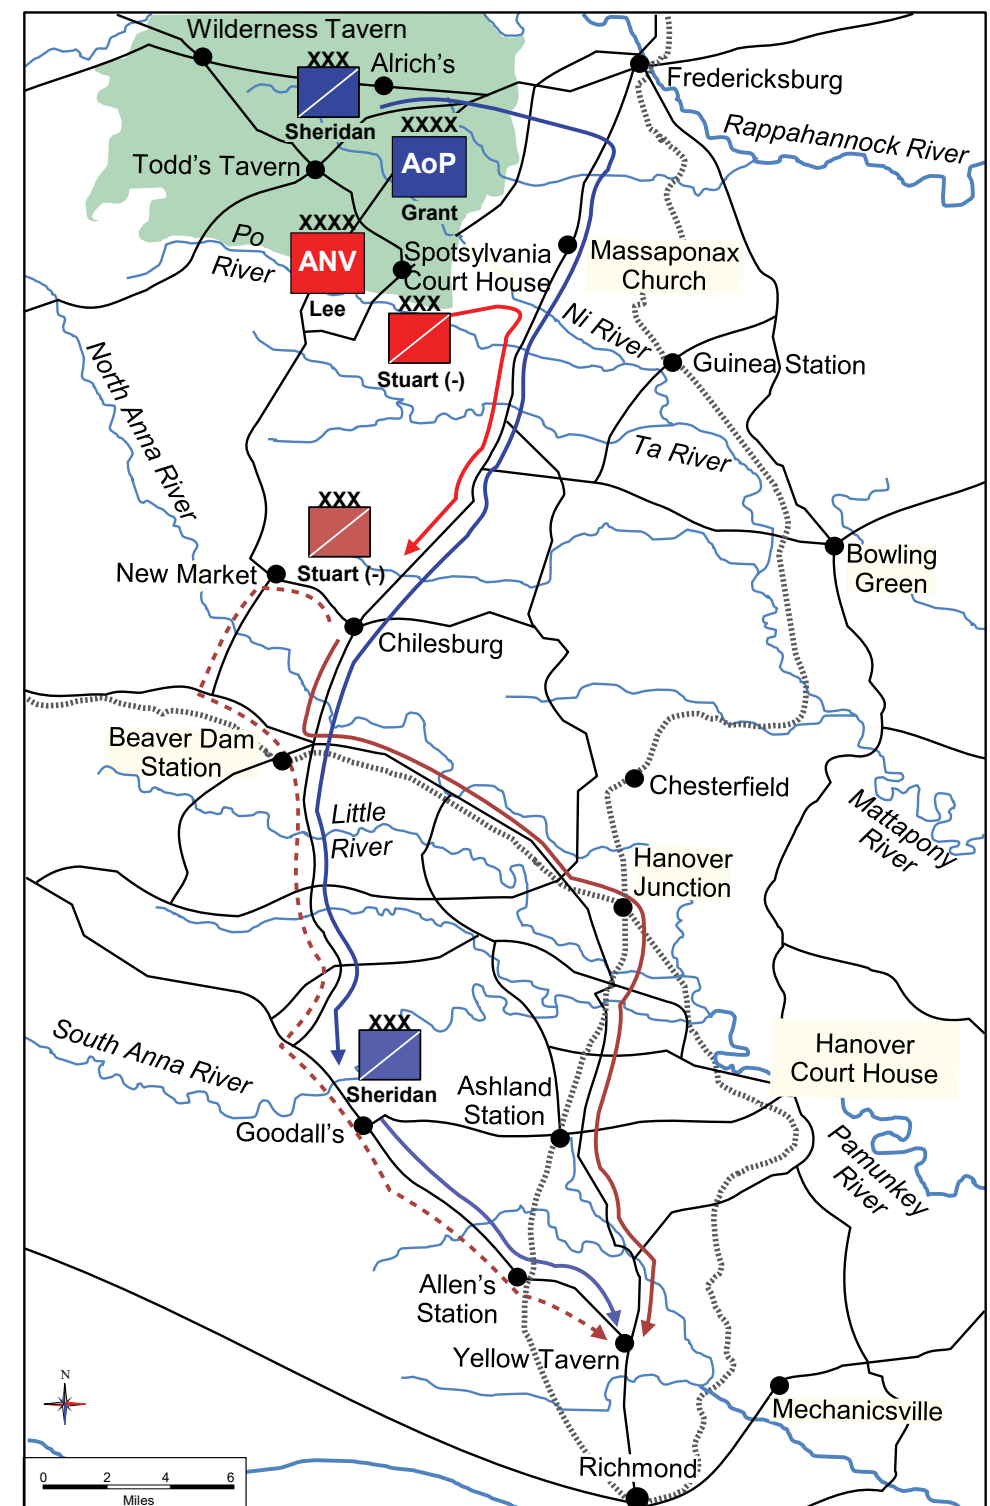 Wilderness Tavern
XXX
Alrich's
Fredericksburg
Sheridan
XXXX
AoP
Grant
Rappahannock River
Todd's Tavern
XXXX
ANV
Lee
Po
River
Spotsylvania
Court House
Massaponax
Church
XXX
Stuart (-)
Ni River
Guinea Station
North Anna River
Ta River
XXX
Stuart (-)
New Market
Bowling
Green
Chilesburg
Beaver Dam
Station
Chesterfield
Little
River
Mattapony
River
Hanover
Junction
South Anna River
XXX
Sheridan
Hanover
Court House
Ashland
Station
Goodall's
Pamunkey
River
Allen's
Station
Yellow Tavern
N
Mechanicsville
Richmond
0 2 4 6
Miles